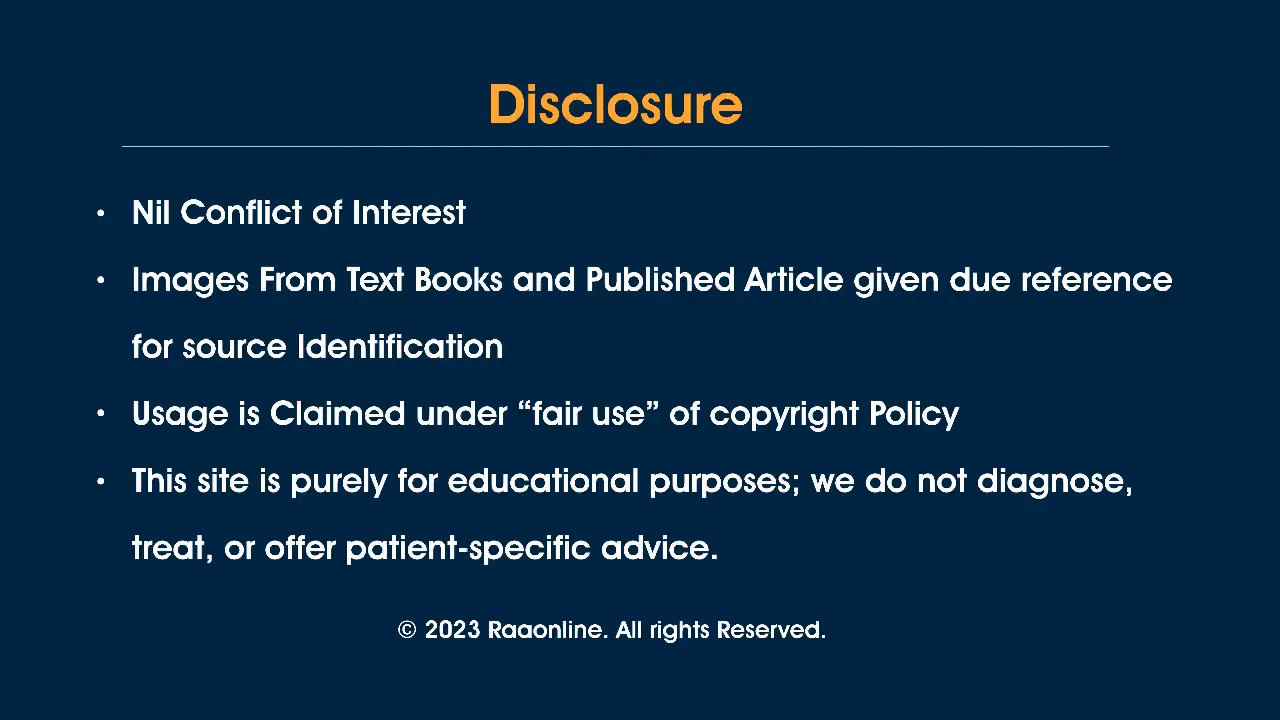 Disclosure
• Nil Conflict of Interest
• Images From Text Books and Published Article given due reference
for source Identification
• Usage is Claimed under “fair use” of copyright Policy
• This site is purely for educational purposes; we do not diagnose,
treat, or offer patient-specific advice.
© 2023 Raaonline. All rights Reserved.